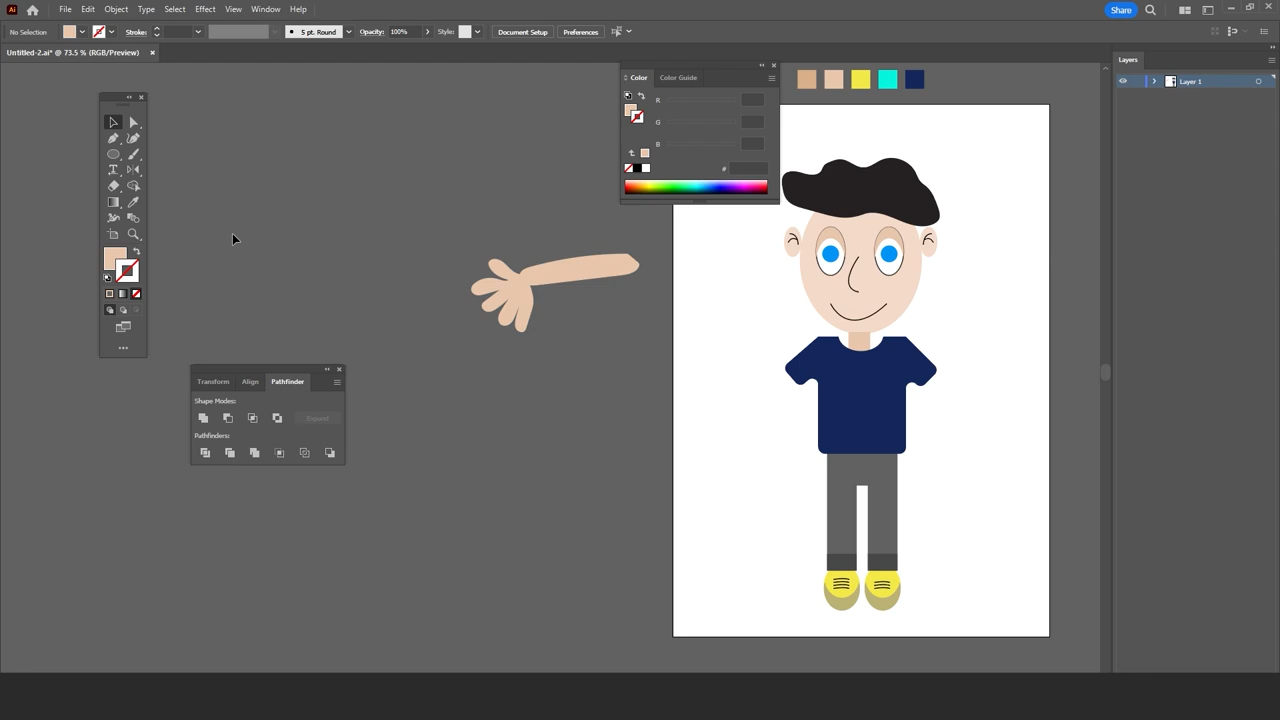 Ai File Edit Object Type Select Effect View Window Help Share
No Selection Stroke: 5 pt. Round Opacity: 100% Style: Document Setup Preferences
Untitled-2.ai* @ 73.5 % (RGB/Preview)
Layers
Color Color Guide
Layer 1
R
G
B
#
Transform Align Pathfinder
Shape Modes:
Expand
Pathfinders: